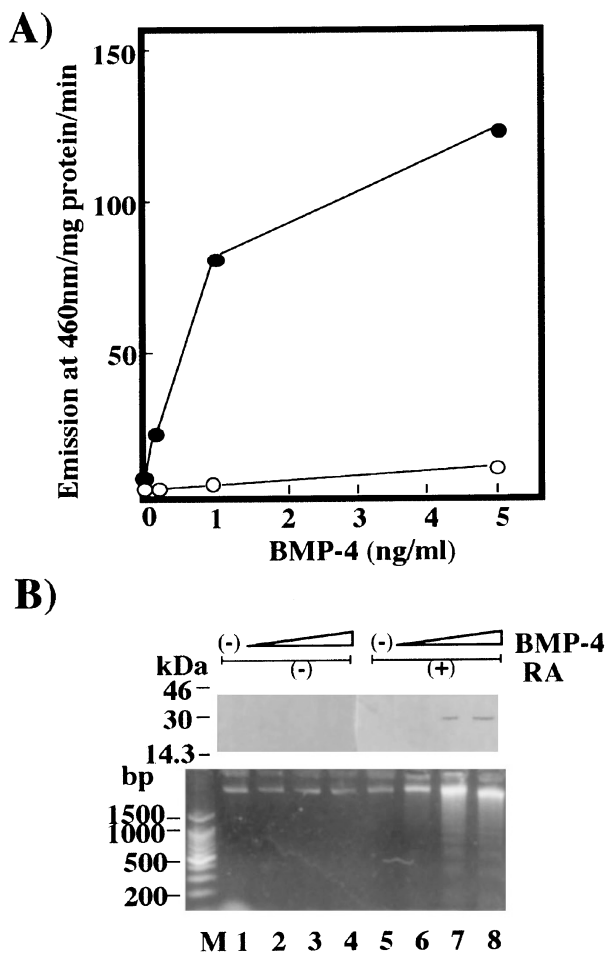 A)
150
100
50
Emission at 460nm/mg protein/min
0 1 2 3 4 5
BMP-4 (ng/ml)
B)
(-) (-) BMP-4
kDa (-) (+) RA
46
30
14.3
bp
1500
1000
500
200
M 1 2 3 4 5 6 7 8